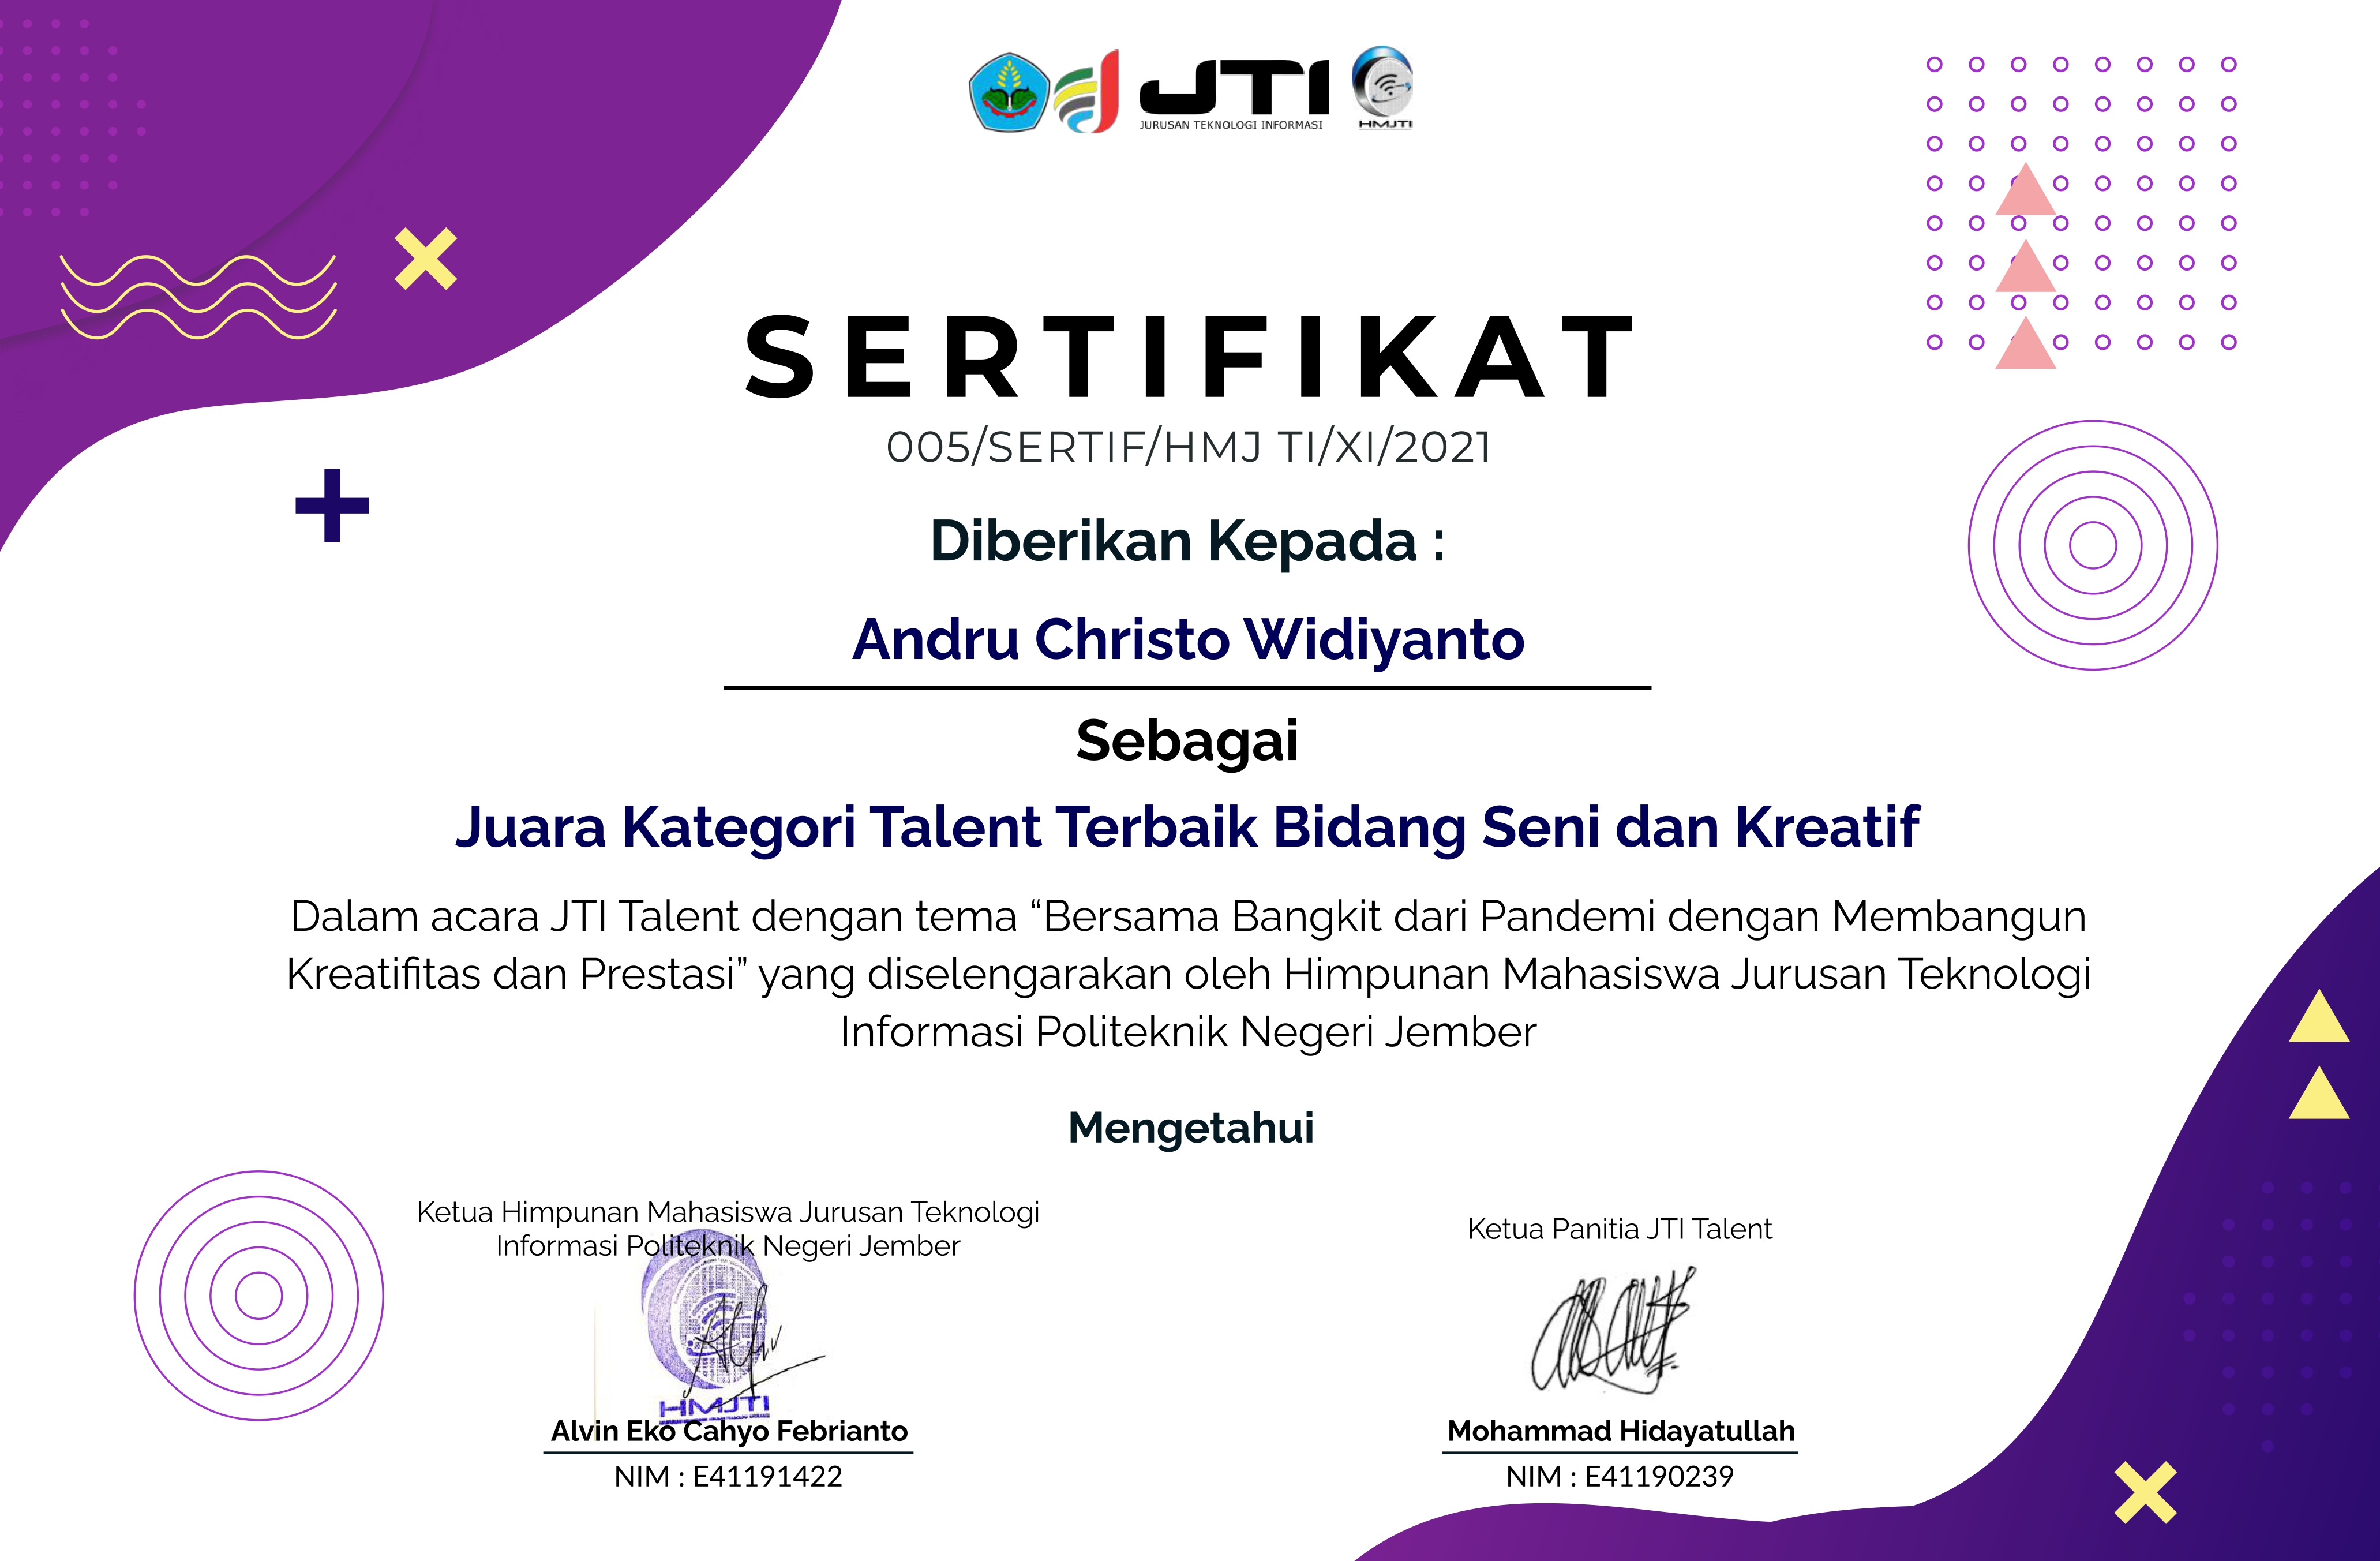 JTI
JURUSAN TEKNOLOGI INFORMASI
HMJTI
SERTIFIKAT
005/SERTIF/HMJ TI/XI/2021
Diberikan Kepada :
Andru Christo Widiyanto
Sebagai
Juara Kategori Talent Terbaik Bidang Seni dan Kreatif
Dalam acara JTI Talent dengan tema “Bersama Bangkit dari Pandemi dengan Membangun
Kreatifitas dan Prestasi” yang diselengarakan oleh Himpunan Mahasiswa Jurusan Teknologi
Informasi Politeknik Negeri Jember
Mengetahui
Ketua Himpunan Mahasiswa Jurusan Teknologi
Informasi Politeknik Negeri Jember
HMJTI
Alvin Eko Cahyo Febrianto
NIM : E41191422
Ketua Panitia JTI Talent
Mohammad Hidayatullah
NIM : E41190239